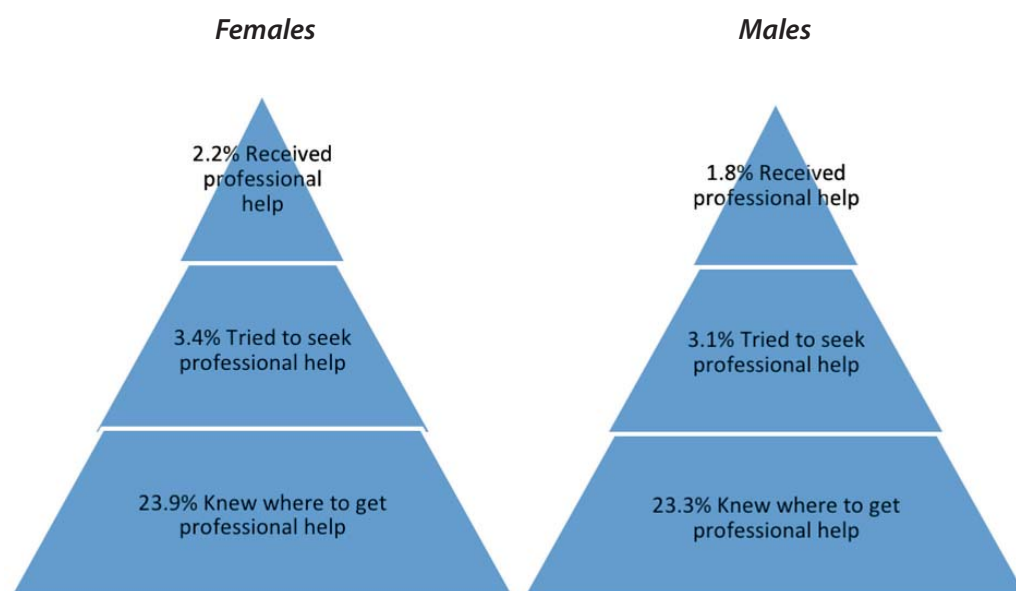 Females
2.2% Received
professional
help
3.4% Tried to seek
professional help
23.9% Knew where to get
professional help
Males
1.8% Received
professional help
3.1% Tried to seek
professional help
23.3% Knew where to get
professional help